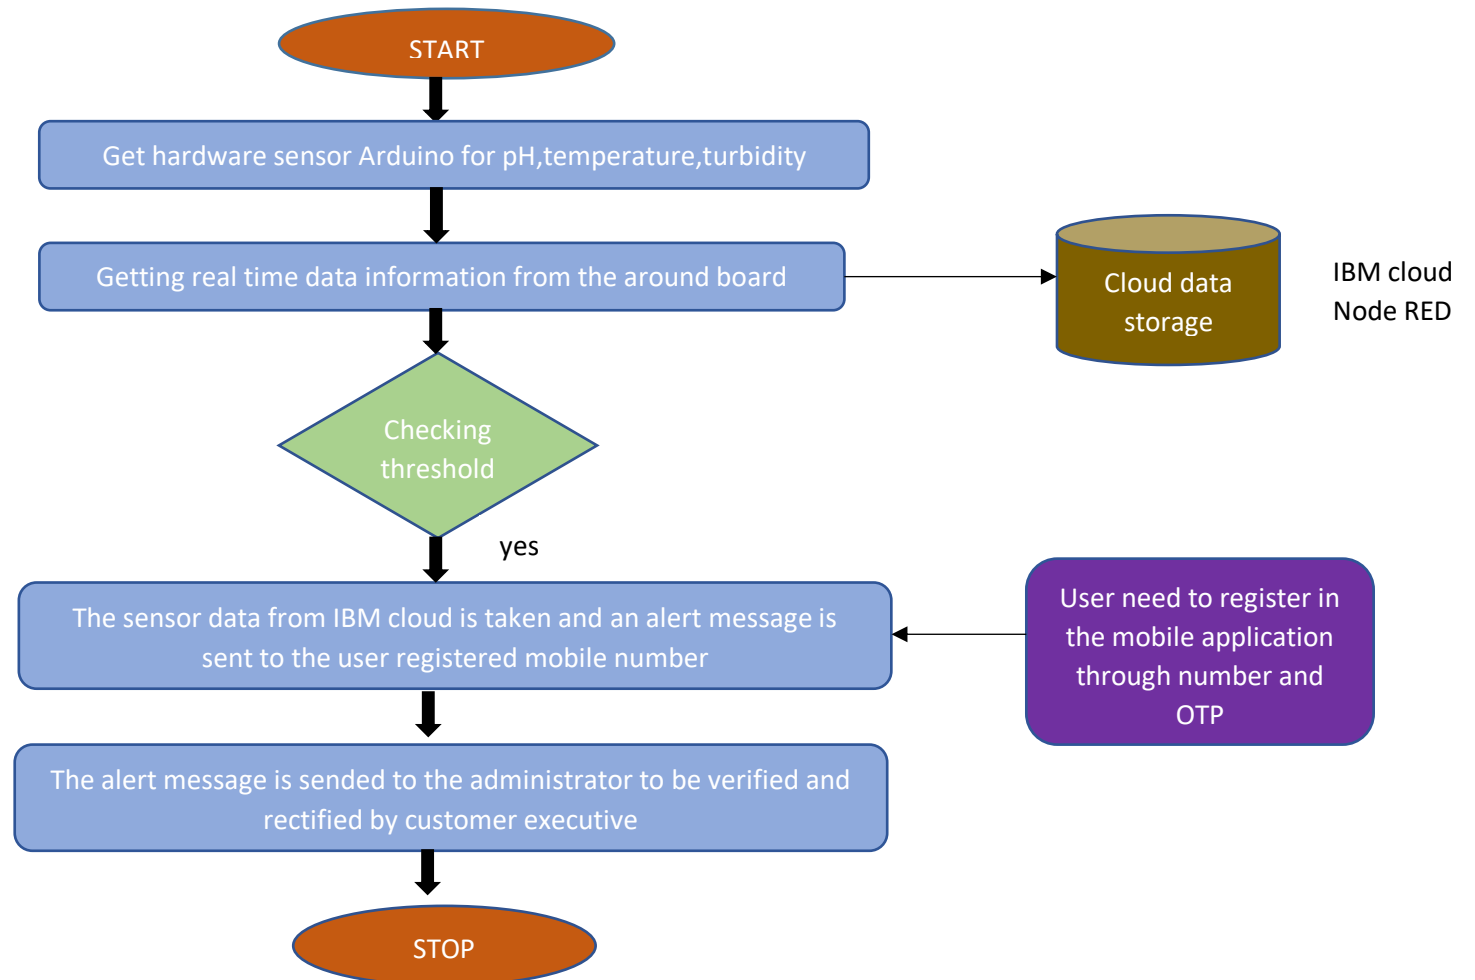 START
Get hardware sensor Arduino for pH,temperature,turbidity
Getting real time data information from the around board
Cloud data
storage
IBM cloud
Node RED
Checking
threshold
yes
The sensor data from IBM cloud is taken and an alert message is
sent to the user registered mobile number
User need to register in
the mobile application
through number and
OTP
The alert message is sended to the administrator to be verified and
rectified by customer executive
STOP